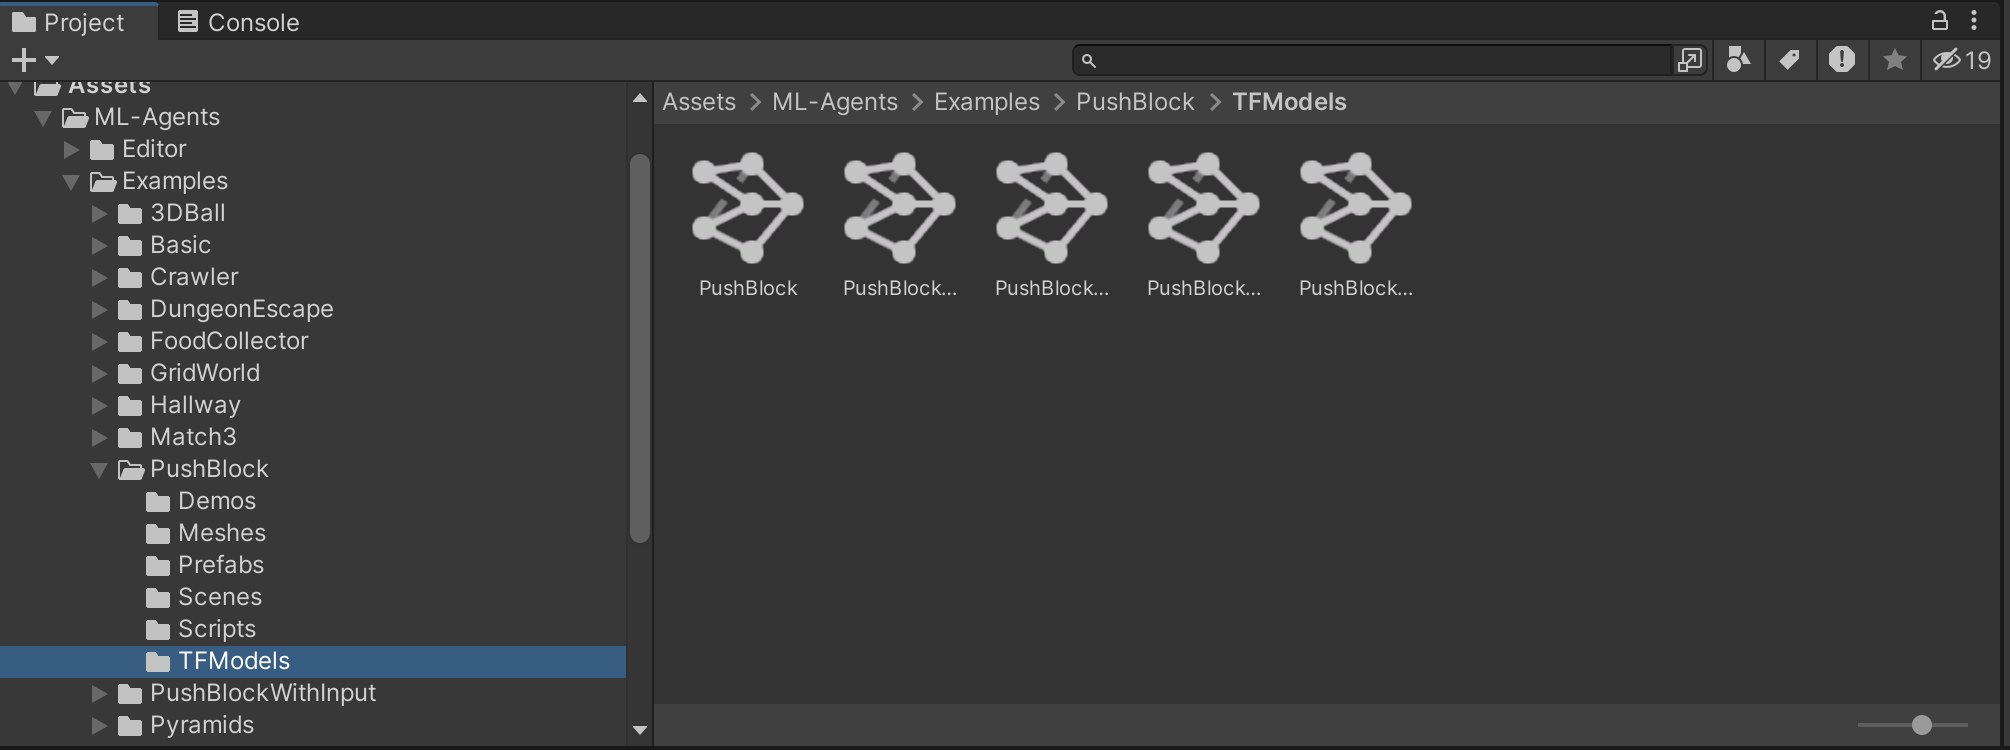 Project
Console
19
Assets
ML-Agents
Editor
Examples
3DBall
Basic
Crawler
DungeonEscape
FoodCollector
GridWorld
Hallway
Match3
PushBlock
Demos
Meshes
Prefabs
Scenes
Scripts
TFModels
PushBlockWithInput
Pyramids
Assets > ML-Agents > Examples > PushBlock > TFModels
PushBlock PushBlock... PushBlock... PushBlock... PushBlock...